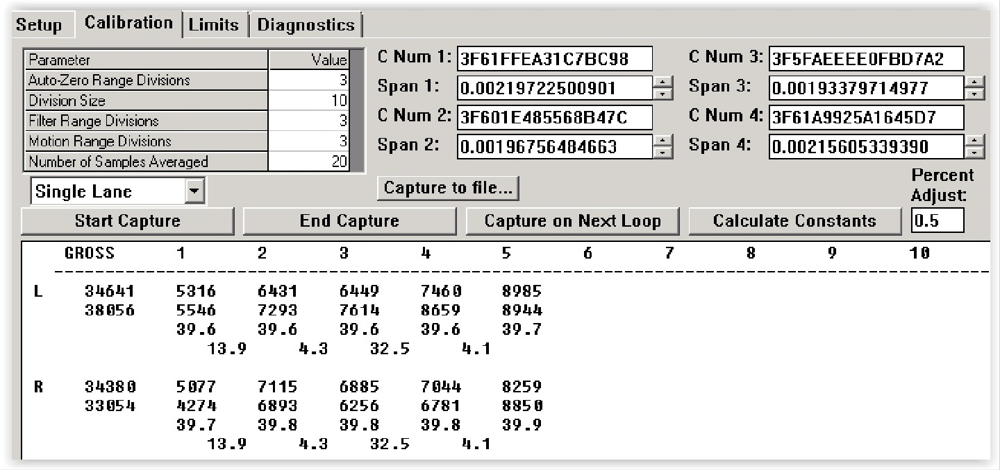 Setup Calibration Limits Diagnostics
Parameter Value
Auto-Zero Range Divisions 3
Division Size 10
Filter Range Divisions 3
Motion Range Divisions 3
Number of Samples Averaged 20
C Num 1: 3F61FFEA31C7BC98
Span 1: 0.00219722500901
C Num 2: 3F601E485568B47C
Span 2: 0.00196756484663
C Num 3: 3F5FAEEEE0FBD7A2
Span 3: 0.00193379714977
C Num 4: 3F61A9925A1645D7
Span 4: 0.00215605339390
Single Lane
Capture to file...
Percent
Adjust:
0.5
Start Capture End Capture Capture on Next Loop Calculate Constants
GROSS 1 2 3 4 5 6 7 8 9 10
L 34641 5316 6431 6449 7460 8985
38056 5546 7293 7614 8659 8944
39.6 39.6 39.6 39.6 39.7
13.9 4.3 32.5 4.1
R 34380 5077 7115 6885 7044 8259
33054 4274 6893 6256 6781 8850
39.7 39.8 39.8 39.8 39.9
13.9 4.3 32.5 4.1